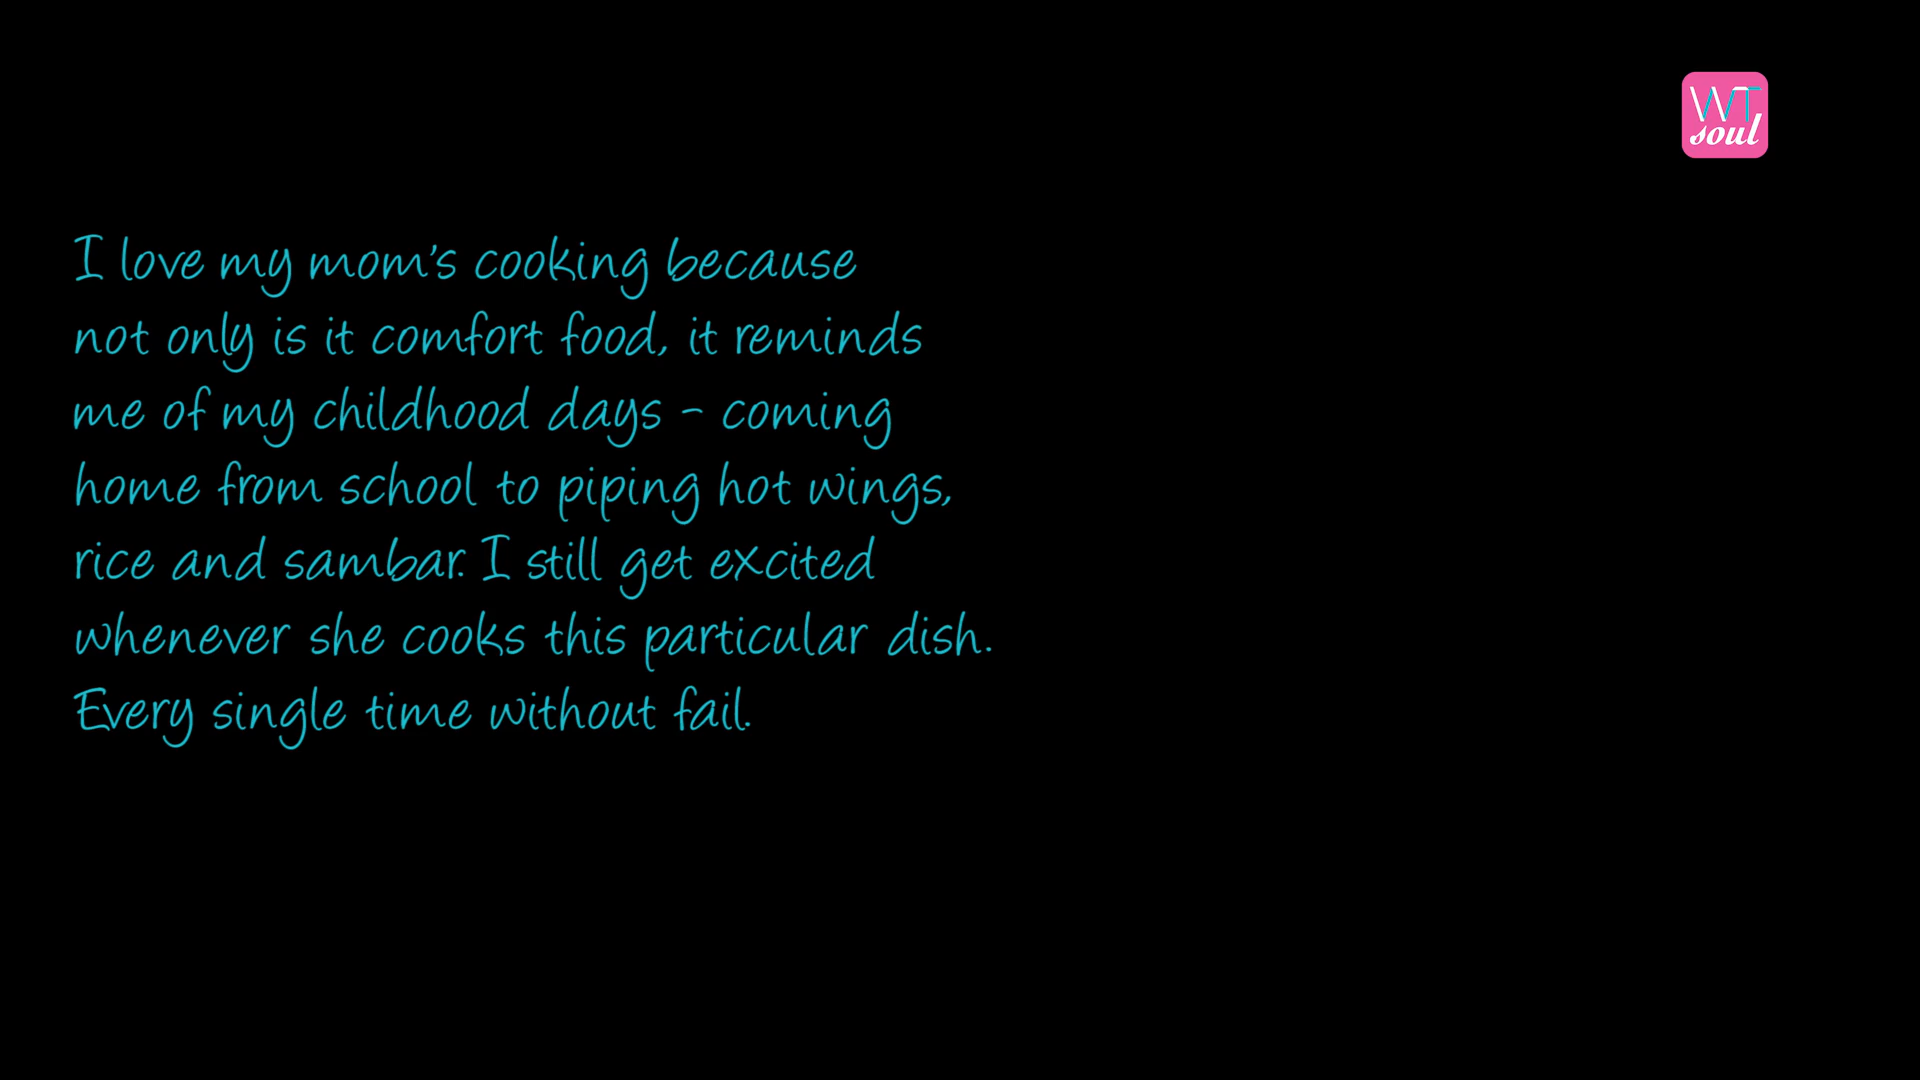 WT
soul
I love my mom's cooking because
not only is it comfort food, it reminds
me of my childhood days - coming
home from school to piping hot wings,
rice and sambar. I still get excited
whenever she cooks this particular dish.
Every single time without fail.